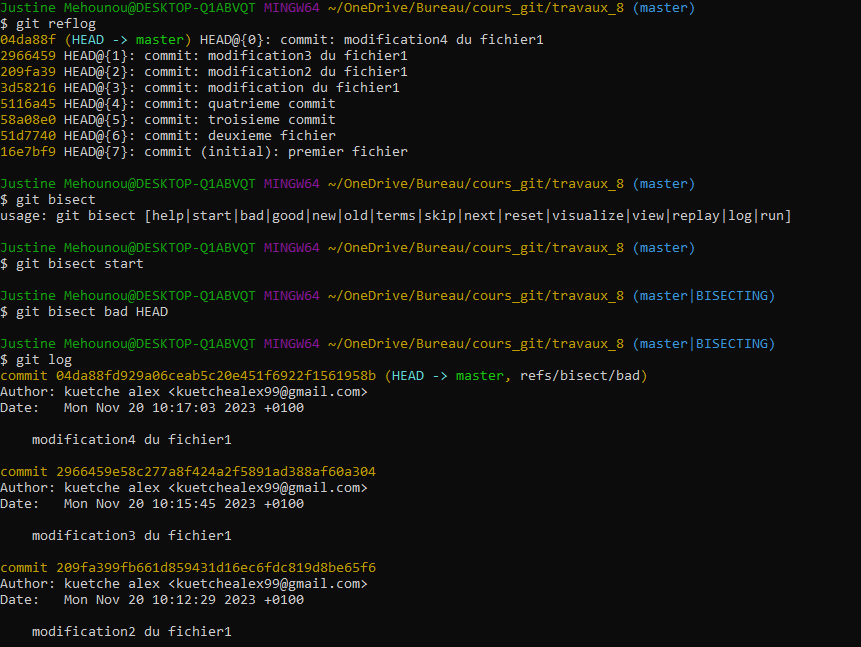 Justine Mehounou@DESKTOP-Q1ABVQT MINGW64 ~/OneDrive/Bureau/cours_git/travaux_8 (master)
$ git reflog
04da88f (HEAD -> master) HEAD@{0}: commit: modification4 du fichier1
2966459 HEAD@{1}: commit: modification3 du fichier1
209fa39 HEAD@{2}: commit: modification2 du fichier1
3d58216 HEAD@{3}: commit: modification du fichier1
5116a45 HEAD@{4}: commit: quatrieme commit
58a08e0 HEAD@{5}: commit: troisieme commit
51d7740 HEAD@{6}: commit: deuxieme fichier
16e7bf9 HEAD@{7}: commit (initial): premier fichier
Justine Mehounou@DESKTOP-Q1ABVQT MINGW64 ~/OneDrive/Bureau/cours_git/travaux_8 (master)
$ git bisect
usage: git bisect [help|start|bad|good|new|old|terms|skip|next|reset|visualize|view|replay|log|run]
Justine Mehounou@DESKTOP-Q1ABVQT MINGW64 ~/OneDrive/Bureau/cours_git/travaux_8 (master)
$ git bisect start
Justine Mehounou@DESKTOP-Q1ABVQT MINGW64 ~/OneDrive/Bureau/cours_git/travaux_8 (master|BISECTING)
$ git bisect bad HEAD
Justine Mehounou@DESKTOP-Q1ABVQT MINGW64 ~/OneDrive/Bureau/cours_git/travaux_8 (master|BISECTING)
$ git log
commit 04da88fd929a06ceab5c20e451f6922f1561958b (HEAD -> master, refs/bisect/bad)
Author: kuetche alex <kuetchealex99@gmail.com>
Date:   Mon Nov 20 10:17:03 2023 +0100
    modification4 du fichier1
commit 2966459e58c277a8f424a2f5891ad388af60a304
Author: kuetche alex <kuetchealex99@gmail.com>
Date:   Mon Nov 20 10:15:45 2023 +0100
    modification3 du fichier1
commit 209fa399fb661d859431d16ec6fdc819d8be65f6
Author: kuetche alex <kuetchealex99@gmail.com>
Date:   Mon Nov 20 10:12:29 2023 +0100
    modification2 du fichier1